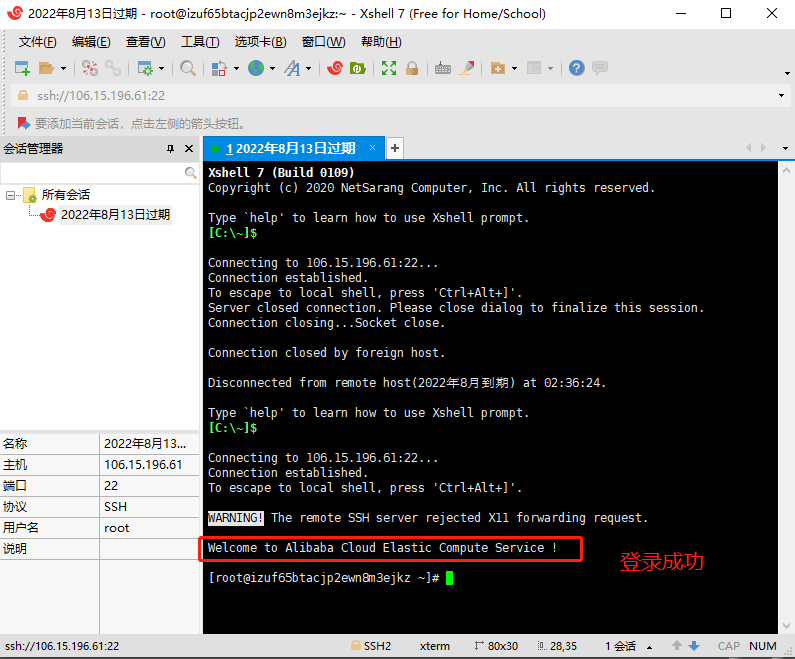 2022年8月13日过期 - root@izuf65btacjp2ewn8m3ejkz:~ - Xshell 7 (Free for Home/School)
文件(F) 编辑(E) 查看(V) 工具(T) 选项卡(B) 窗口(W) 帮助(H)
ssh://106.15.196.61:22
要添加当前会话，点击左侧的箭头按钮。
会话管理器
所有会话
2022年8月13日过期
名称 2022年8月13...
主机 106.15.196.61
端口 22
协议 SSH
用户名 root
说明
1 2022年8月13日过期
Xshell 7 (Build 0109)
Copyright (c) 2020 NetSarang Computer, Inc. All rights reserved.
Type `help' to learn how to use Xshell prompt.
[C:\~]$
Connecting to 106.15.196.61:22...
Connection established.
To escape to local shell, press 'Ctrl+Alt+]'.
Server closed connection. Please close dialog to finalize this session.
Connection closing...Socket close.
Connection closed by foreign host.
Disconnected from remote host(2022年8月到期) at 02:36:24.
Type `help' to learn how to use Xshell prompt.
[C:\~]$
Connecting to 106.15.196.61:22...
Connection established.
To escape to local shell, press 'Ctrl+Alt+]'.
WARNING! The remote SSH server rejected X11 forwarding request.
Welcome to Alibaba Cloud Elastic Compute Service !
登录成功
[root@izuf65btacjp2ewn8m3ejkz ~]#
ssh://106.15.196.61:22 SSH2 xterm 80x30 28,35 1 会话 CAP NUM